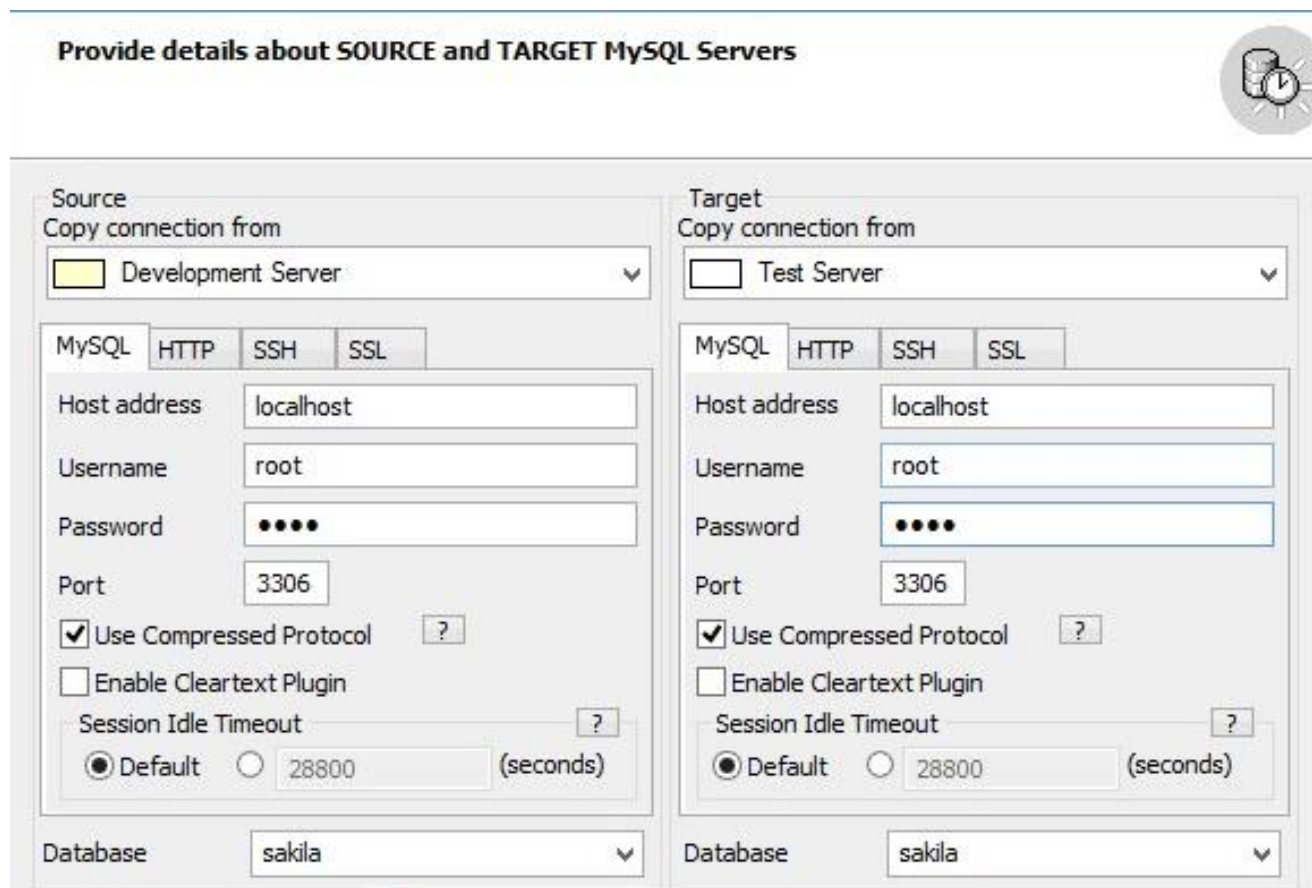 Provide details about SOURCE and TARGET MySQL Servers
Source
Copy connection from
Development Server
MySQL HTTP SSH SSL
Host address localhost
Username root
Password ••••
Port 3306
Use Compressed Protocol ?
Enable Cleartext Plugin
Session Idle Timeout ?
Default 28800 (seconds)
Database sakila
Target
Copy connection from
Test Server
MySQL HTTP SSH SSL
Host address localhost
Username root
Password ••••
Port 3306
Use Compressed Protocol ?
Enable Cleartext Plugin
Session Idle Timeout ?
Default 28800 (seconds)
Database sakila